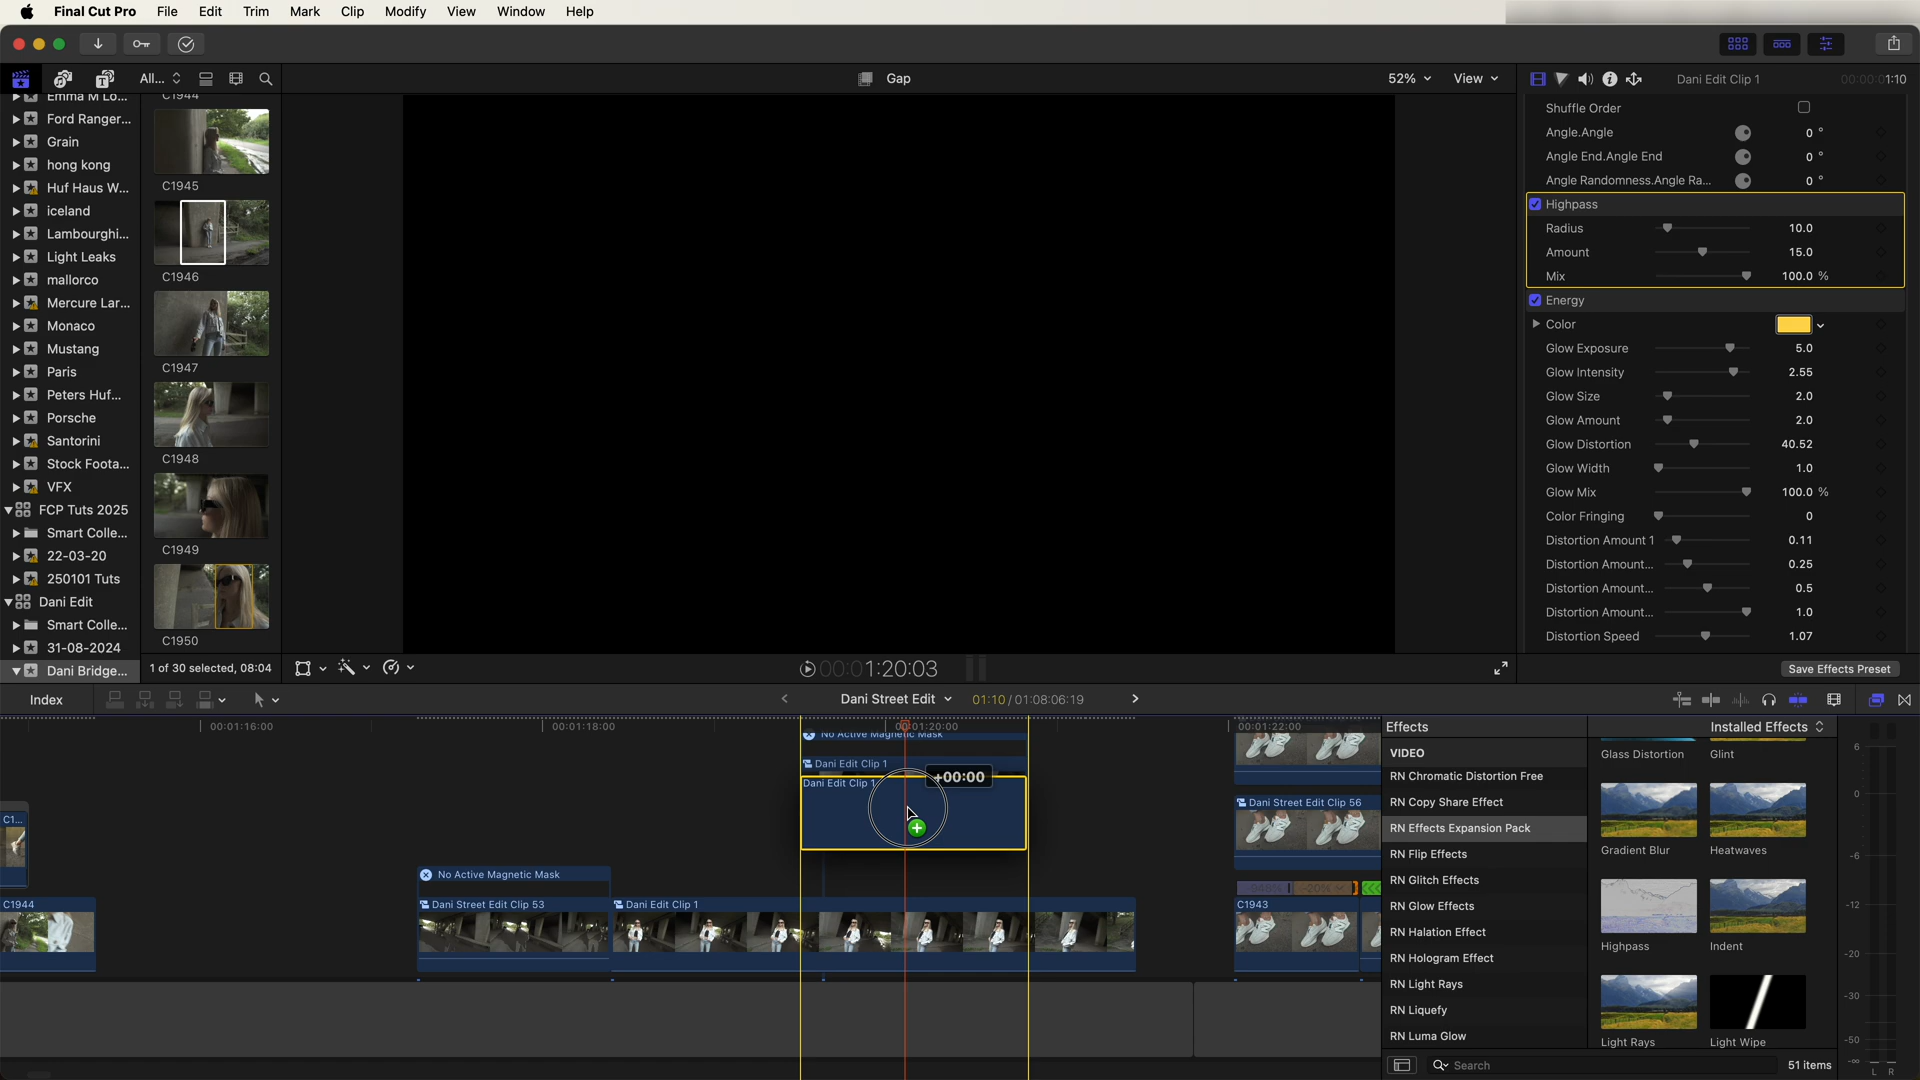 Final Cut Pro File Edit Trim Mark Clip Modify View Window Help
All...
Gap
52% View
Dani Edit Clip 1 00:00:01:10
Emma M Lo...
Ford Ranger...
Grain
hong kong
Huf Haus W...
iceland
Lambourghi...
Light Leaks
mallorco
Mercure Lar...
Monaco
Mustang
Paris
Peters Huf...
Porsche
Santorini
Stock Foota...
VFX
FCP Tuts 2025
Smart Colle...
22-03-20
250101 Tuts
Dani Edit
Smart Colle...
31-08-2024
Dani Bridge...
C1944
C1945
C1946
C1947
C1948
C1949
C1950
1 of 30 selected, 08:04
00:01:20:03
Shuffle Order
Angle.Angle 0 °
Angle End.Angle End 0 °
Angle Randomness.Angle Ra... 0 °
Highpass
Radius 10.0
Amount 15.0
Mix 100.0 %
Energy
Color
Glow Exposure 5.0
Glow Intensity 2.55
Glow Size 2.0
Glow Amount 2.0
Glow Distortion 40.52
Glow Width 1.0
Glow Mix 100.0 %
Color Fringing 0
Distortion Amount 1 0.11
Distortion Amount... 0.25
Distortion Amount... 0.5
Distortion Amount... 1.0
Distortion Speed 1.07
Save Effects Preset
Index
Dani Street Edit 01:10 / 01:08:06:19
00:01:16:00 00:01:18:00 00:01:20:00 00:01:22:00
No Active Magnetic Mask
Dani Edit Clip 1
Dani Edit Clip 1
+00:00
Dani Street Edit Clip 56
C1...
No Active Magnetic Mask
-20%
C1944
Dani Street Edit Clip 53
Dani Edit Clip 1
C1943
Effects Installed Effects
VIDEO
RN Chromatic Distortion Free
RN Copy Share Effect
RN Effects Expansion Pack
RN Flip Effects
RN Glitch Effects
RN Glow Effects
RN Halation Effect
RN Hologram Effect
RN Light Rays
RN Liquefy
RN Luma Glow
Glass Distortion Glint
Gradient Blur Heatwaves
Highpass Indent
Light Rays Light Wipe
Search
51 items
6
0
-6
-12
-20
-30
-50
-∞
L R